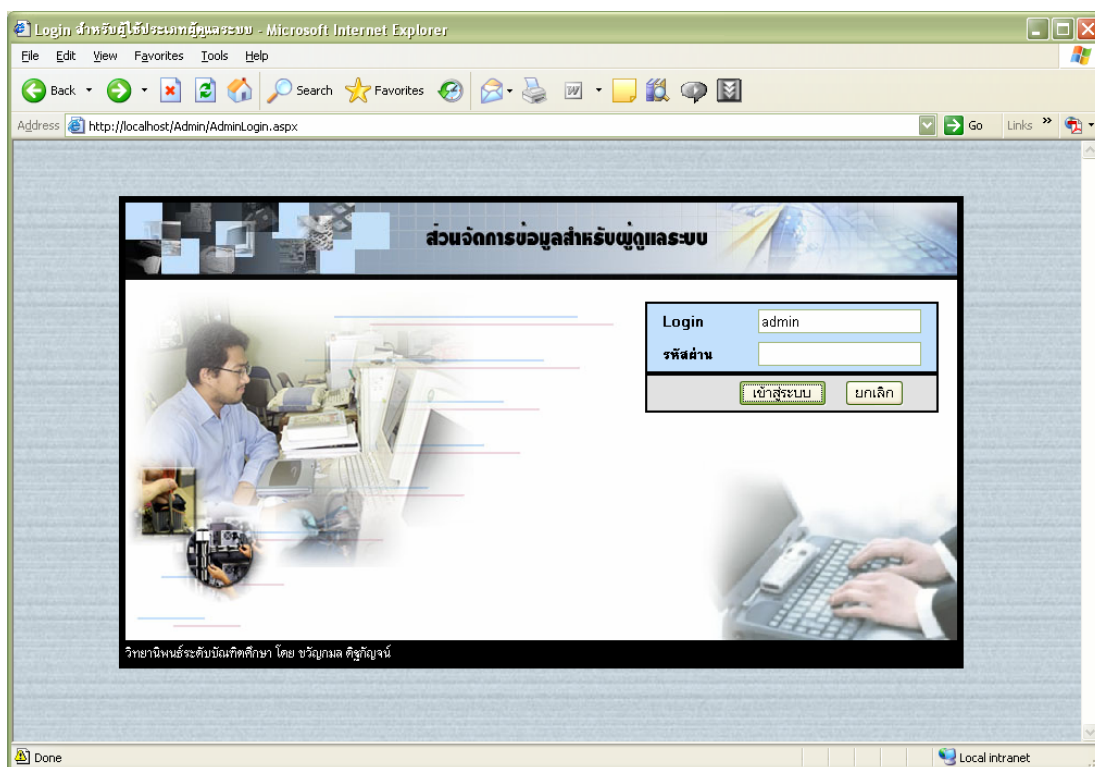 Login สำหรับผู้ใช้ประเภทผู้ดูแลระบบ - Microsoft Internet Explorer
File Edit View Favorites Tools Help
Back Search Favorites
Address http://localhost/Admin/AdminLogin.aspx Go Links »
ส่วนจัดการข้อมูลสำหรับผู้ดูแลระบบ
Login admin
รหัสผ่าน
เข้าสู่ระบบ ยกเลิก
วิทยานิพนธ์ระดับบัณฑิตศึกษา โดย ขวัญกมล ดิฐกัญจน์
Done Local intranet